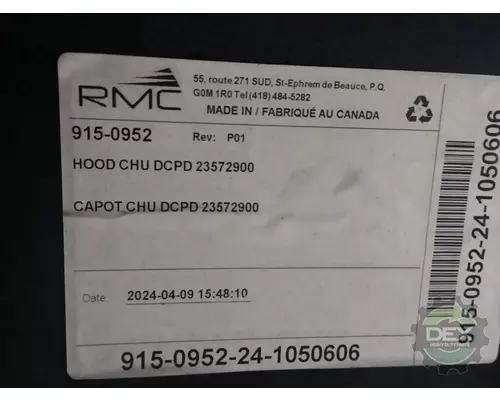 RMC
55, route 271 SUD, St-Ephrem de Beauce, P.Q.
G0M 1R0 Tel (418) 484-5282
MADE IN / FABRIQUÉ AU CANADA
915-0952 Rev: P01
HOOD CHU DCPD 23572900
CAPOT CHU DCPD 23572900
Date: 2024-04-09 15:48:10
915-0952-24-1050606
915-0952-24-1050606
DEX